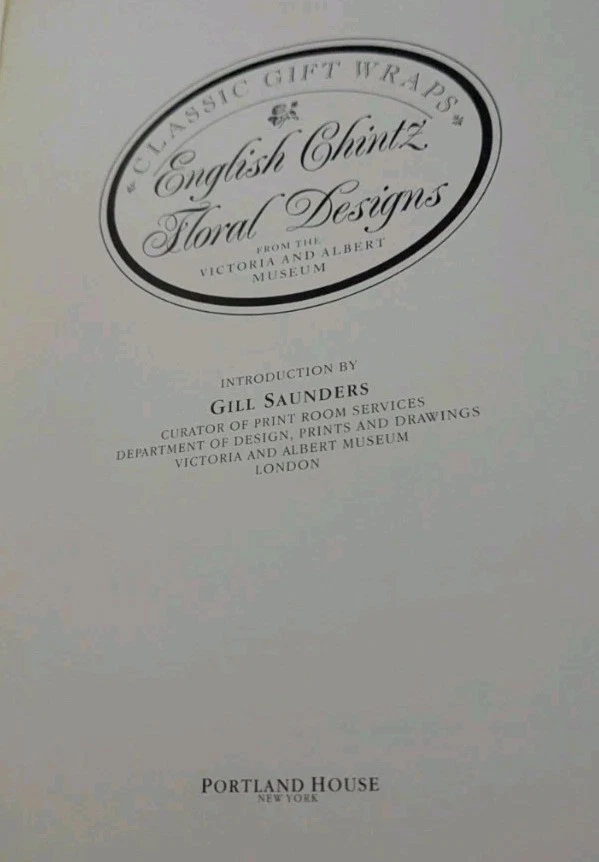 CLASSIC GIFT WRAPS
English Chintz
Floral Designs
FROM THE
VICTORIA AND ALBERT
MUSEUM
INTRODUCTION BY
GILL SAUNDERS
CURATOR OF PRINT ROOM SERVICES
DEPARTMENT OF DESIGN, PRINTS AND DRAWINGS
VICTORIA AND ALBERT MUSEUM
LONDON
PORTLAND HOUSE
NEW YORK